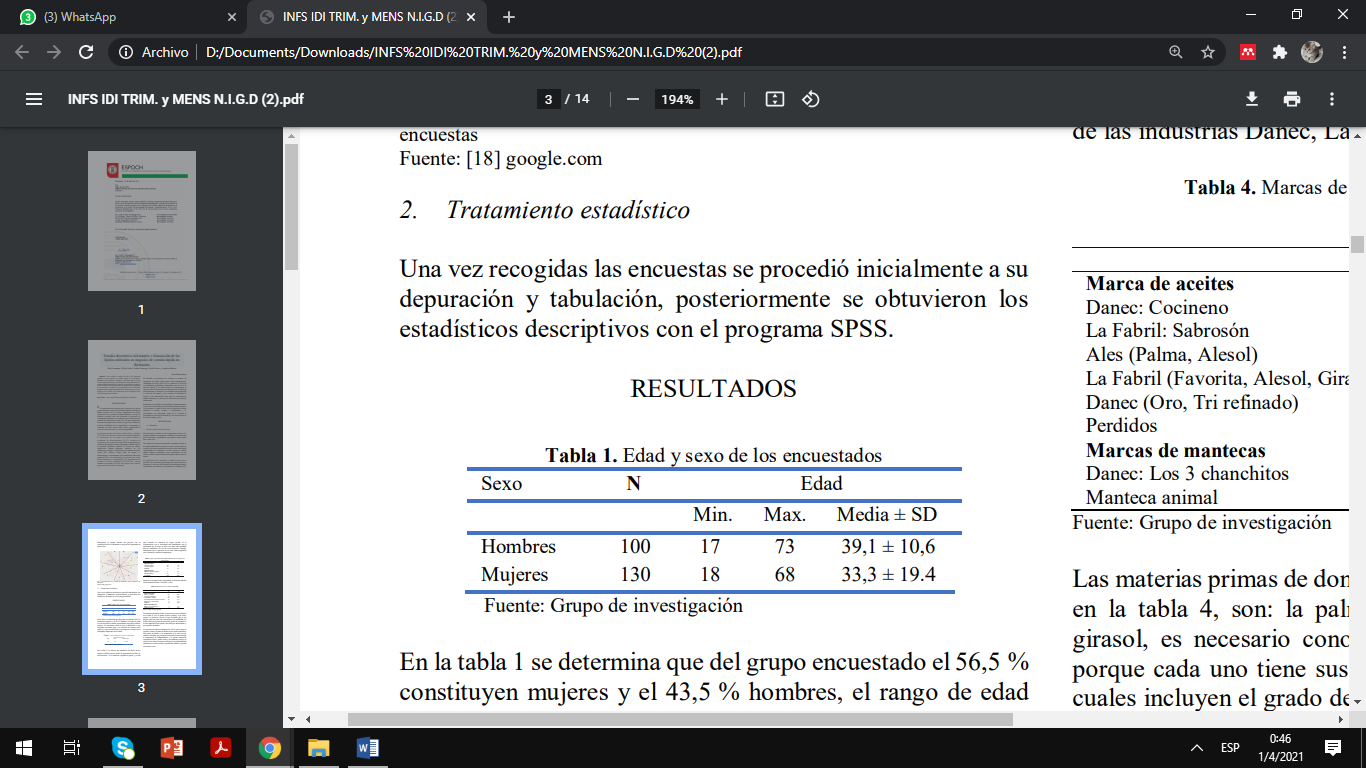 (3) WhatsApp
INFS IDI TRIM. y MENS N.I.G.D (2
Archivo
D:/Documents/Downloads/INFS%20IDI%20TRIM.%20y%20MENS%20N.I.G.D%20(2).pdf
INFS IDI TRIM. y MENS N.I.G.D (2).pdf
3 / 14
194%
ESPOCH
1
2
3
encuestas
Fuente: [18] google.com
2. Tratamiento estadístico
Una vez recogidas las encuestas se procedió inicialmente a su
depuración y tabulación, posteriormente se obtuvieron los
estadísticos descriptivos con el programa SPSS.
RESULTADOS
Tabla 1. Edad y sexo de los encuestados
Sexo N Edad
Min. Max. Media ± SD
Hombres 100 17 73 39,1 ± 10,6
Mujeres 130 18 68 33,3 ± 19.4
Fuente: Grupo de investigación
En la tabla 1 se determina que del grupo encuestado el 56,5 %
constituyen mujeres y el 43,5 % hombres, el rango de edad
de las industrias Danec, La
Tabla 4. Marcas de
Marca de aceites
Danec: Cocineno
La Fabril: Sabrosón
Ales (Palma, Alesol)
La Fabril (Favorita, Alesol, Gira
Danec (Oro, Tri refinado)
Perdidos
Marcas de mantecas
Danec: Los 3 chanchitos
Manteca animal
Fuente: Grupo de investigación
Las materias primas de don
en la tabla 4, son: la pal
girasol, es necesario cono
porque cada uno tiene sus
cuales incluyen el grado de
ESP
0:46
1/4/2021